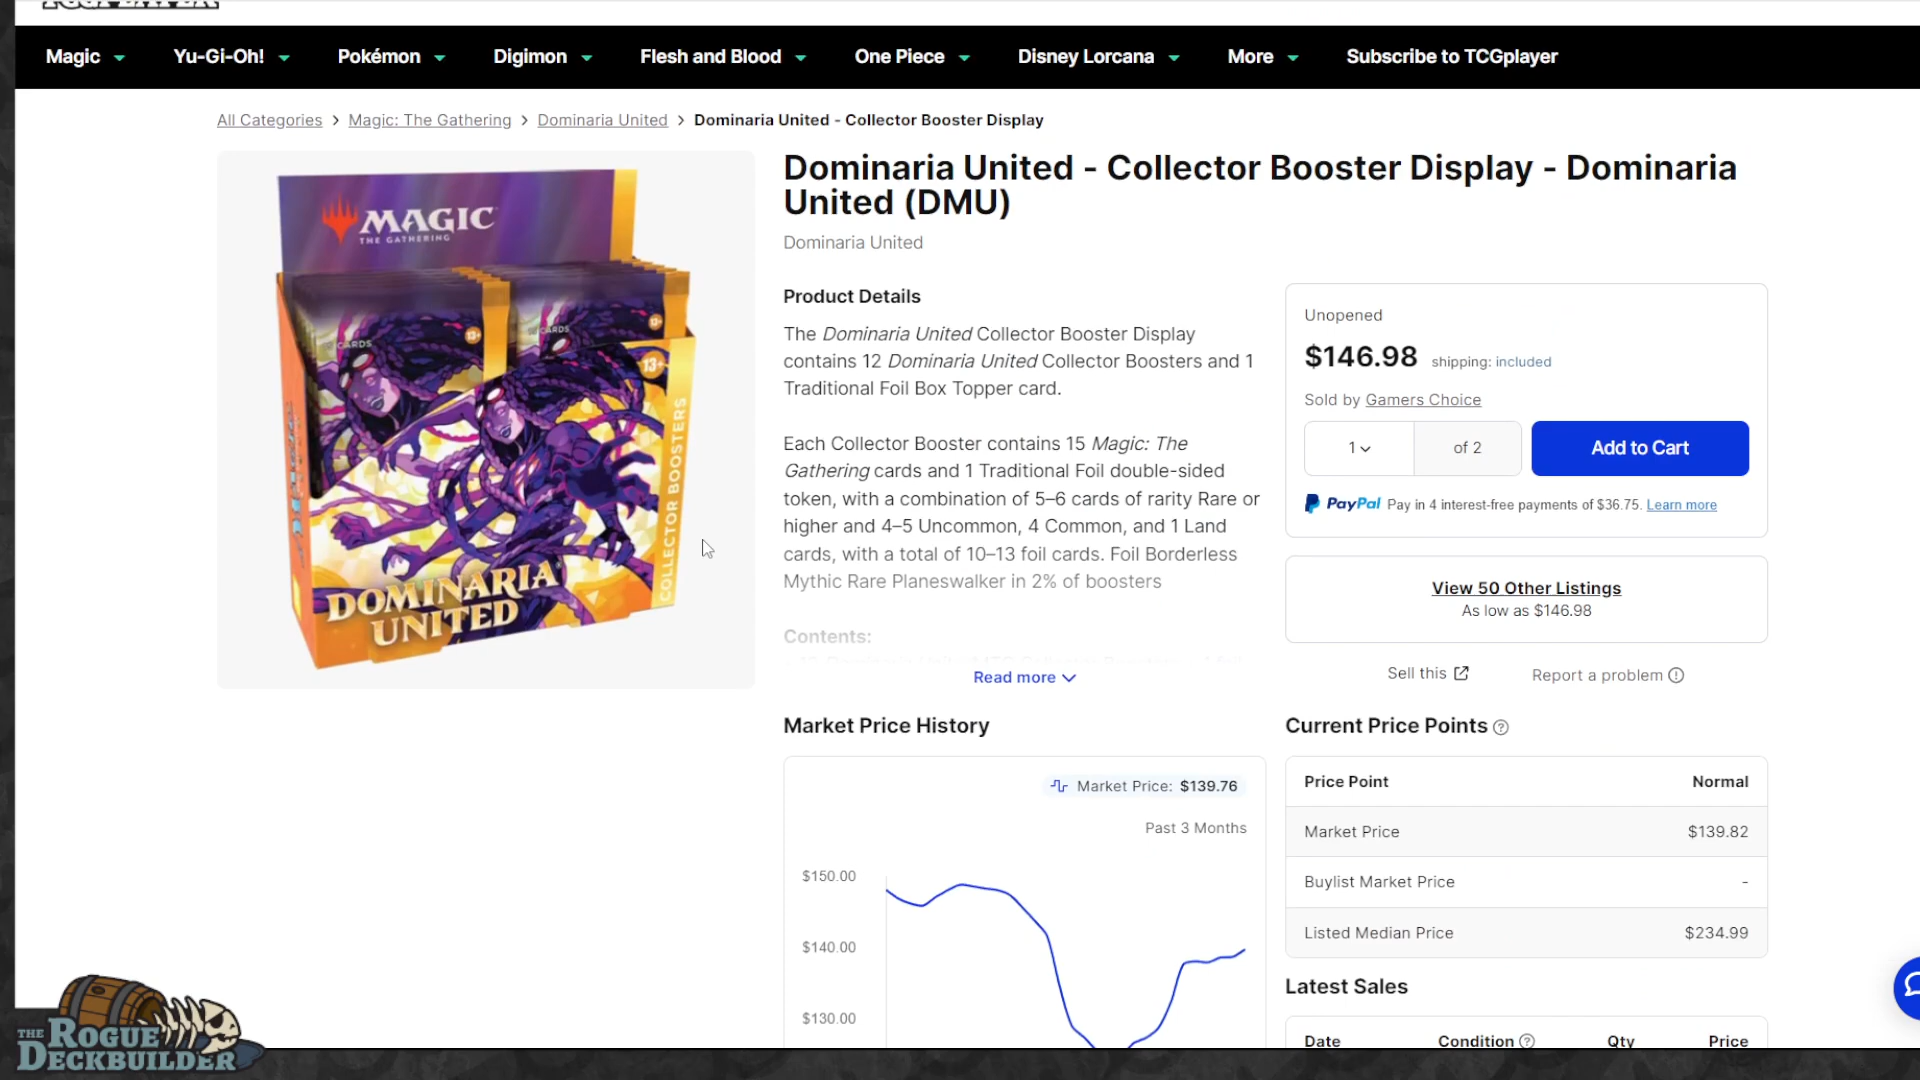 TCGPLAYER
Magic
Yu-Gi-Oh!
Pokémon
Digimon
Flesh and Blood
One Piece
Disney Lorcana
More
Subscribe to TCGplayer
All Categories > Magic: The Gathering > Dominaria United > Dominaria United - Collector Booster Display
MAGIC
THE GATHERING
15 CARDS
13+
CARDS
13+
13+
COLLECTOR BOOSTERS
DOMINARIA
UNITED
Dominaria United - Collector Booster Display - Dominaria
United (DMU)
Dominaria United
Product Details
The Dominaria United Collector Booster Display
contains 12 Dominaria United Collector Boosters and 1
Traditional Foil Box Topper card.
Each Collector Booster contains 15 Magic: The
Gathering cards and 1 Traditional Foil double-sided
token, with a combination of 5–6 cards of rarity Rare or
higher and 4–5 Uncommon, 4 Common, and 1 Land
cards, with a total of 10–13 foil cards. Foil Borderless
Mythic Rare Planeswalker in 2% of boosters
Contents:
Read more
Unopened
$146.98 shipping: included
Sold by Gamers Choice
1 of 2 Add to Cart
PayPal Pay in 4 interest-free payments of $36.75. Learn more
View 50 Other Listings
As low as $146.98
Sell this
Report a problem
Market Price History
Market Price: $139.76
Past 3 Months
$150.00
$140.00
$130.00
Current Price Points
Price Point Normal
Market Price $139.82
Buylist Market Price -
Listed Median Price $234.99
Latest Sales
Date Condition Qty Price
THE ROGUE
DECKBUILDER